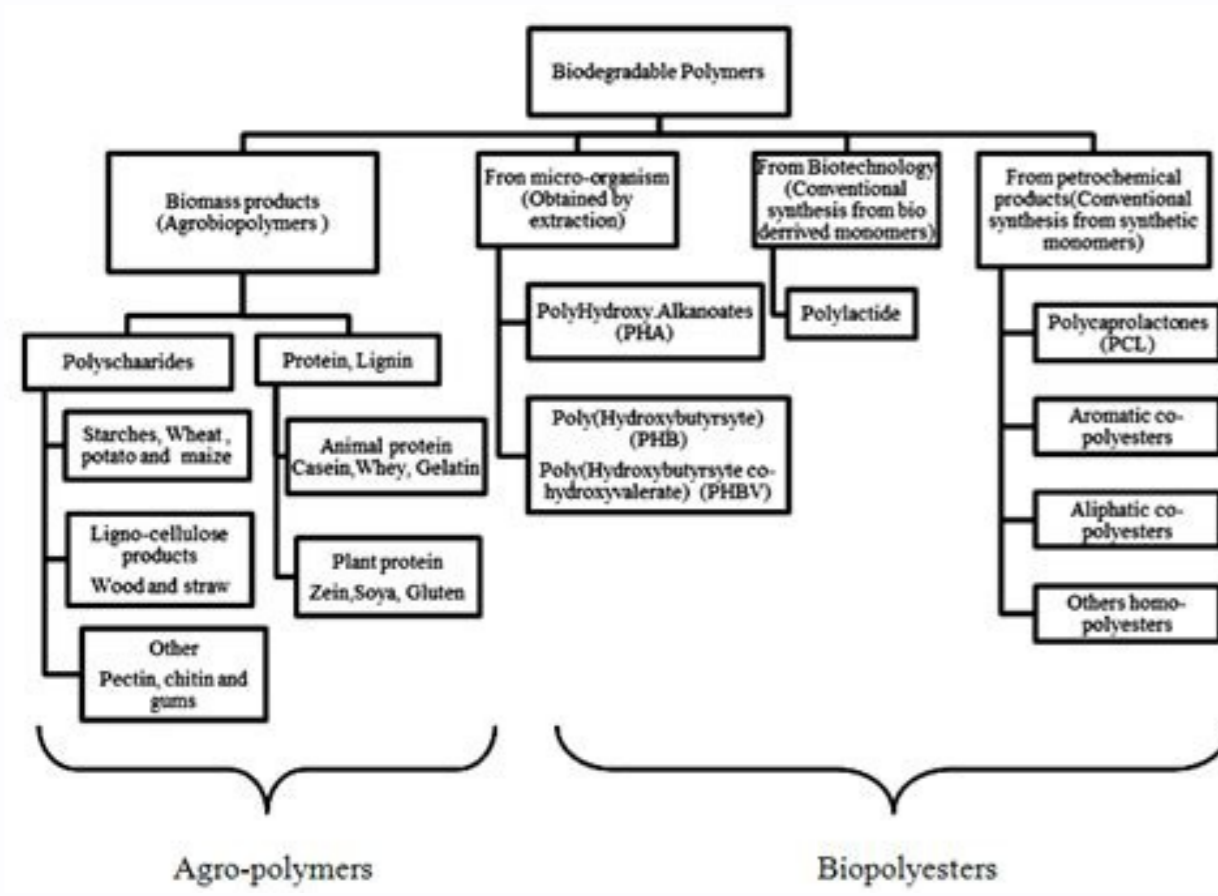 Biodegradable Polymers
Biomass products
(Agrobiopolymers )
Fron micro-organism
(Obtained by
extraction)
From Biotechnology
(Conventional
synthesis from bio
derrived monomers)
From petrochemical
products(Conventional
synthesis from synthetic
monomers)
Polyschaarides
Protein, Lignin
Starches, Wheat ,
potato and maize
Ligno-cellulose
products
Wood and straw
Other
Pectin, chitin and
gums
Animal protein
Casein,Whey, Gelatin
Plant protein
Zein,Soya, Gluten
PolyHydroxy.Alkanoates
(PHA)
Poly(Hydroxybutyrsyte)
(PHB)
Poly(Hydroxybutyrsyte co-
hydroxyvalerate) (PHBV)
Polylactide
Polycaprolactones
(PCL)
Aromatic co-
polyesters
Aliphatic co-
polyesters
Others homo-
polyesters
Agro-polymers
Biopolyesters